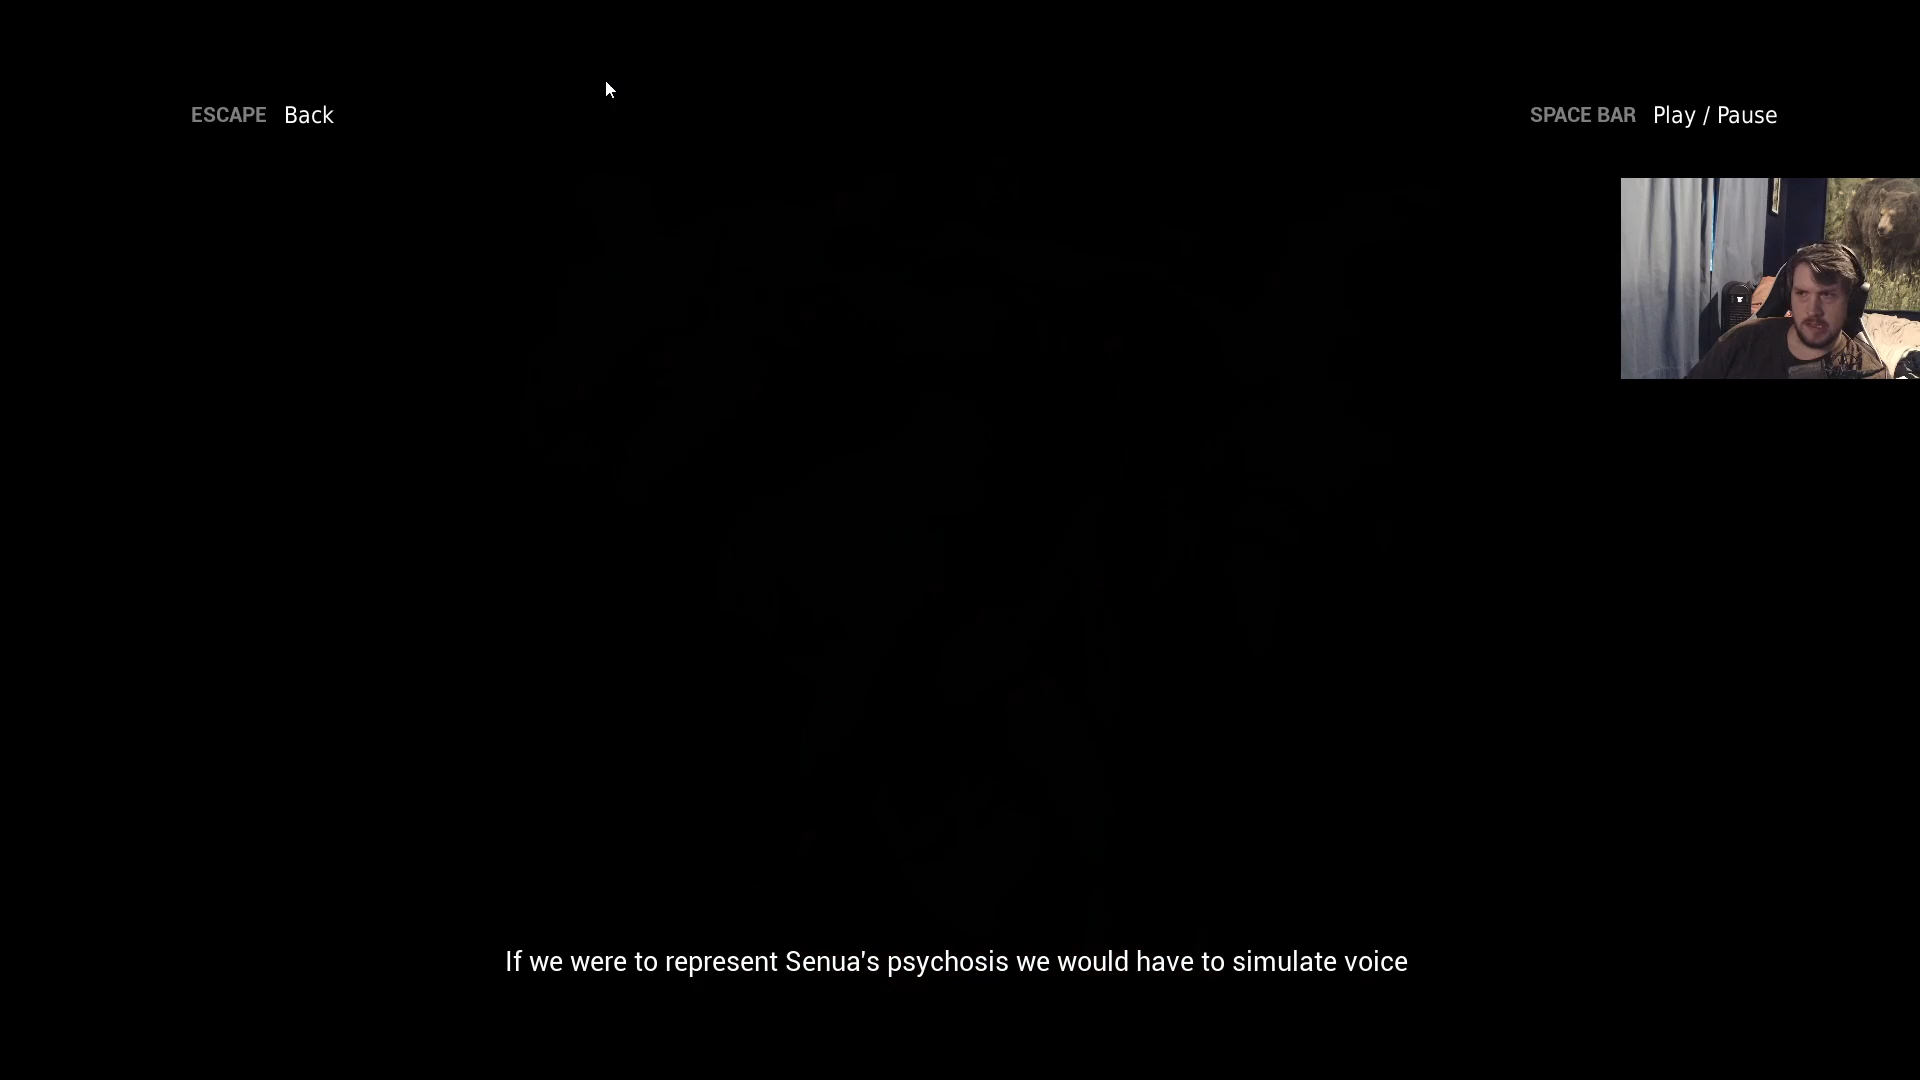 ESCAPE Back
SPACE BAR Play / Pause
If we were to represent Senua's psychosis we would have to simulate voice